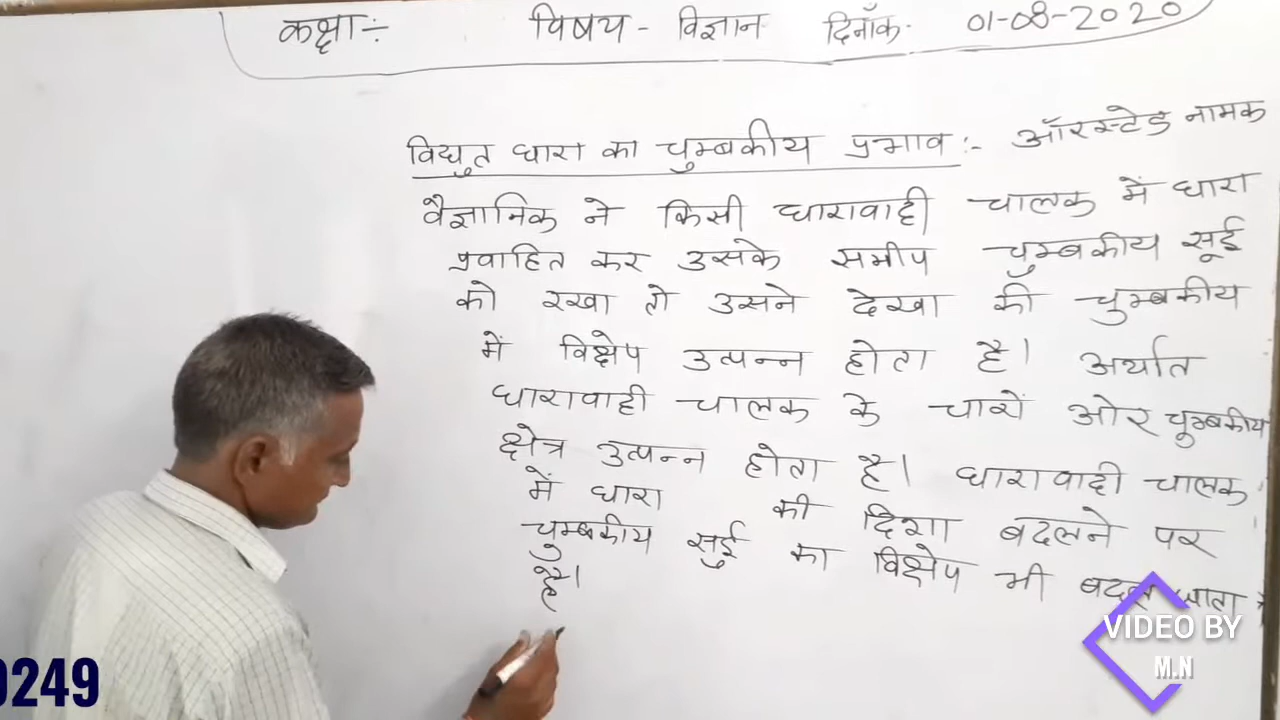 कक्षा:- विषय - विज्ञान दिनाँक- 01-08-2020
विद्युत धारा का चुम्बकीय प्रभाव :- ऑरस्टेड नामक
वैज्ञानिक ने किसी धारावाही चालक में धारा
प्रवाहित कर उसके समीप चुम्बकीय सूई
को रखा तो उसने देखा की चुम्बकीय
में विक्षेप उत्पन्न होता है। अर्थात
धारावाही चालक के चारों ओर चुम्बकीय
क्षेत्र उत्पन्न होता है। धारावाही चालक
में धारा की दिशा बदलने पर
चुम्बकीय सुई का विक्षेप भी बदल जाता
है।
VIDEO BY
M.N
0249